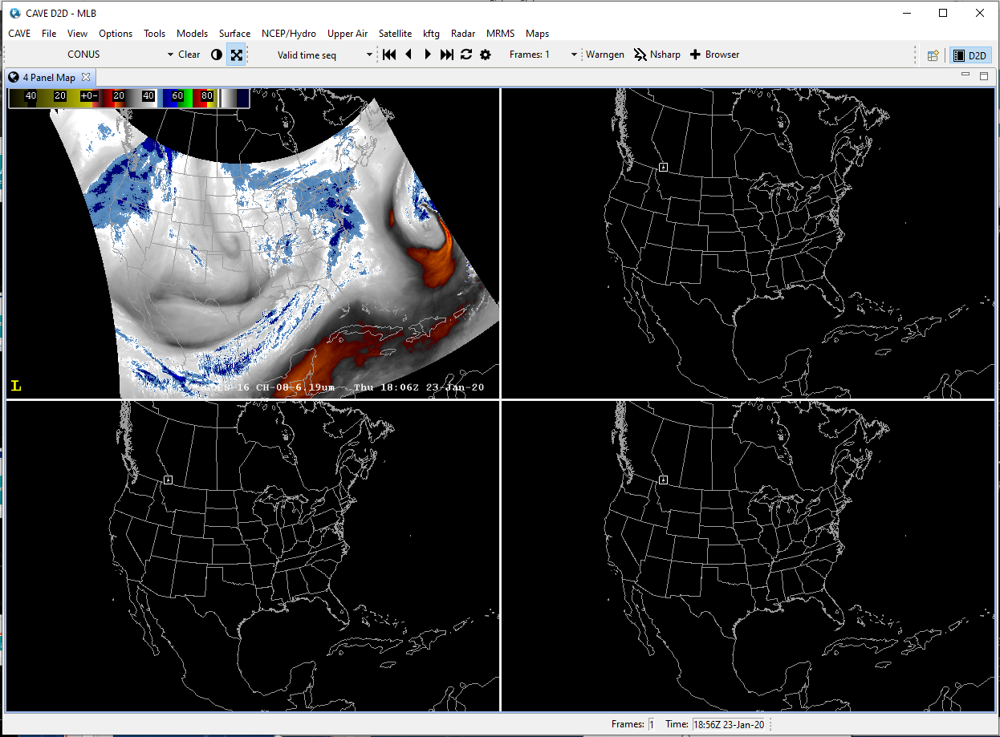 CAVE D2D - MLB
CAVE File View Options Tools Models Surface NCEP/Hydro Upper Air Satellite kftg Radar MRMS Maps
CONUS Clear Valid time seq Frames: 1 Warngen Nsharp Browser D2D
4 Panel Map
40 20 +0- 20 40 60 80
L
16 CH-08-6.19um Thu 18:06Z 23-Jan-20
Frames: 1 Time: 18:56Z 23-Jan-20